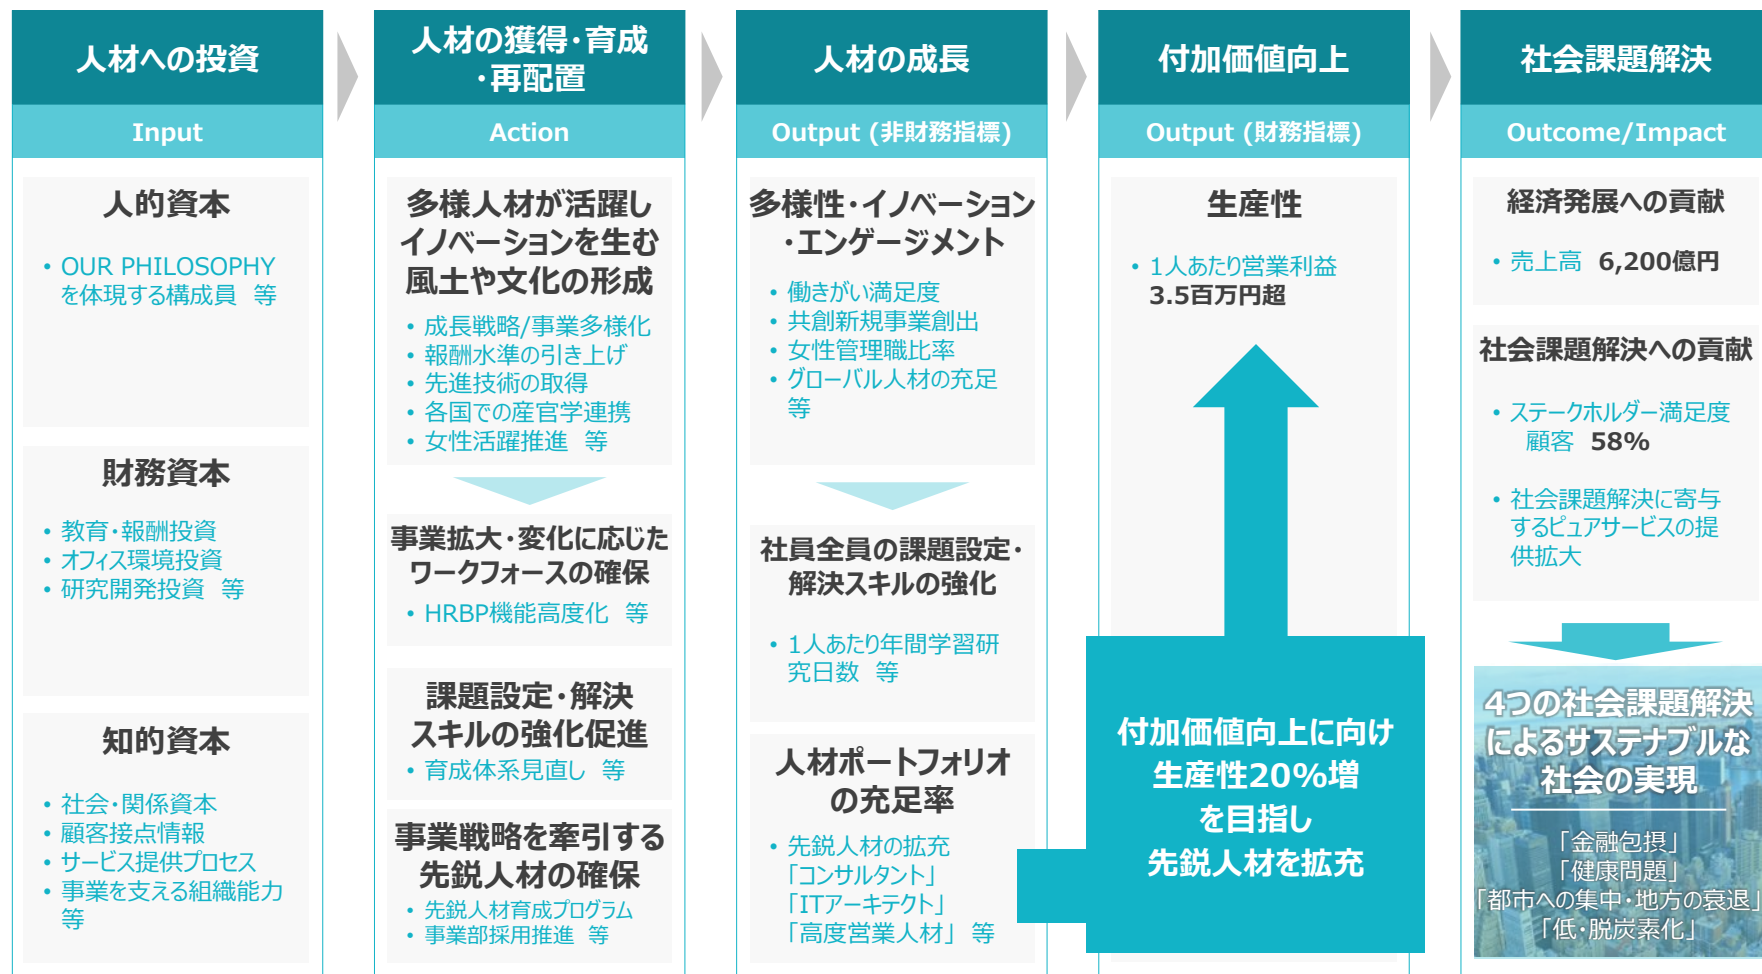 人材への投資
Input
人的資本
• OUR PHILOSOPHY
を体現する構成員 等
財務資本
• 教育・報酬投資
• オフィス環境投資
• 研究開発投資 等
知的資本
• 社会・関係資本
• 顧客接点情報
• サービス提供プロセス
• 事業を支える組織能力
等
人材の獲得・育成
・再配置
Action
多様人材が活躍し
イノベーションを生む
風土や文化の形成
• 成長戦略/事業多様化
• 報酬水準の引き上げ
• 先進技術の取得
• 各国での産官学連携
• 女性活躍推進 等
事業拡大・変化に応じた
ワークフォースの確保
• HRBP機能高度化 等
課題設定・解決
スキルの強化促進
• 育成体系見直し 等
事業戦略を牽引する
先鋭人材の確保
• 先鋭人材育成プログラム
• 事業部採用推進 等
人材の成長
Output (非財務指標)
多様性・イノベーション
・エンゲージメント
• 働きがい満足度
• 共創新規事業創出
• 女性管理職比率
• グローバル人材の充足
等
社員全員の課題設定・
解決スキルの強化
• 1人あたり年間学習研
究日数 等
人材ポートフォリオ
の充足率
• 先鋭人材の拡充
「コンサルタント」
「ITアーキテクト」
「高度営業人材」 等
付加価値向上
Output (財務指標)
生産性
• 1人あたり営業利益
3.5百万円超
付加価値向上に向け
生産性20%増
を目指し
先鋭人材を拡充
社会課題解決
Outcome/Impact
経済発展への貢献
• 売上高 6,200億円
社会課題解決への貢献
• ステークホルダー満足度
顧客 58%
• 社会課題解決に寄与
するピュアサービスの提
供拡大
4つの社会課題解決
によるサステナブルな
社会の実現
「金融包摂」
「健康問題」
「都市への集中・地方の衰退」
「低・脱炭素化」